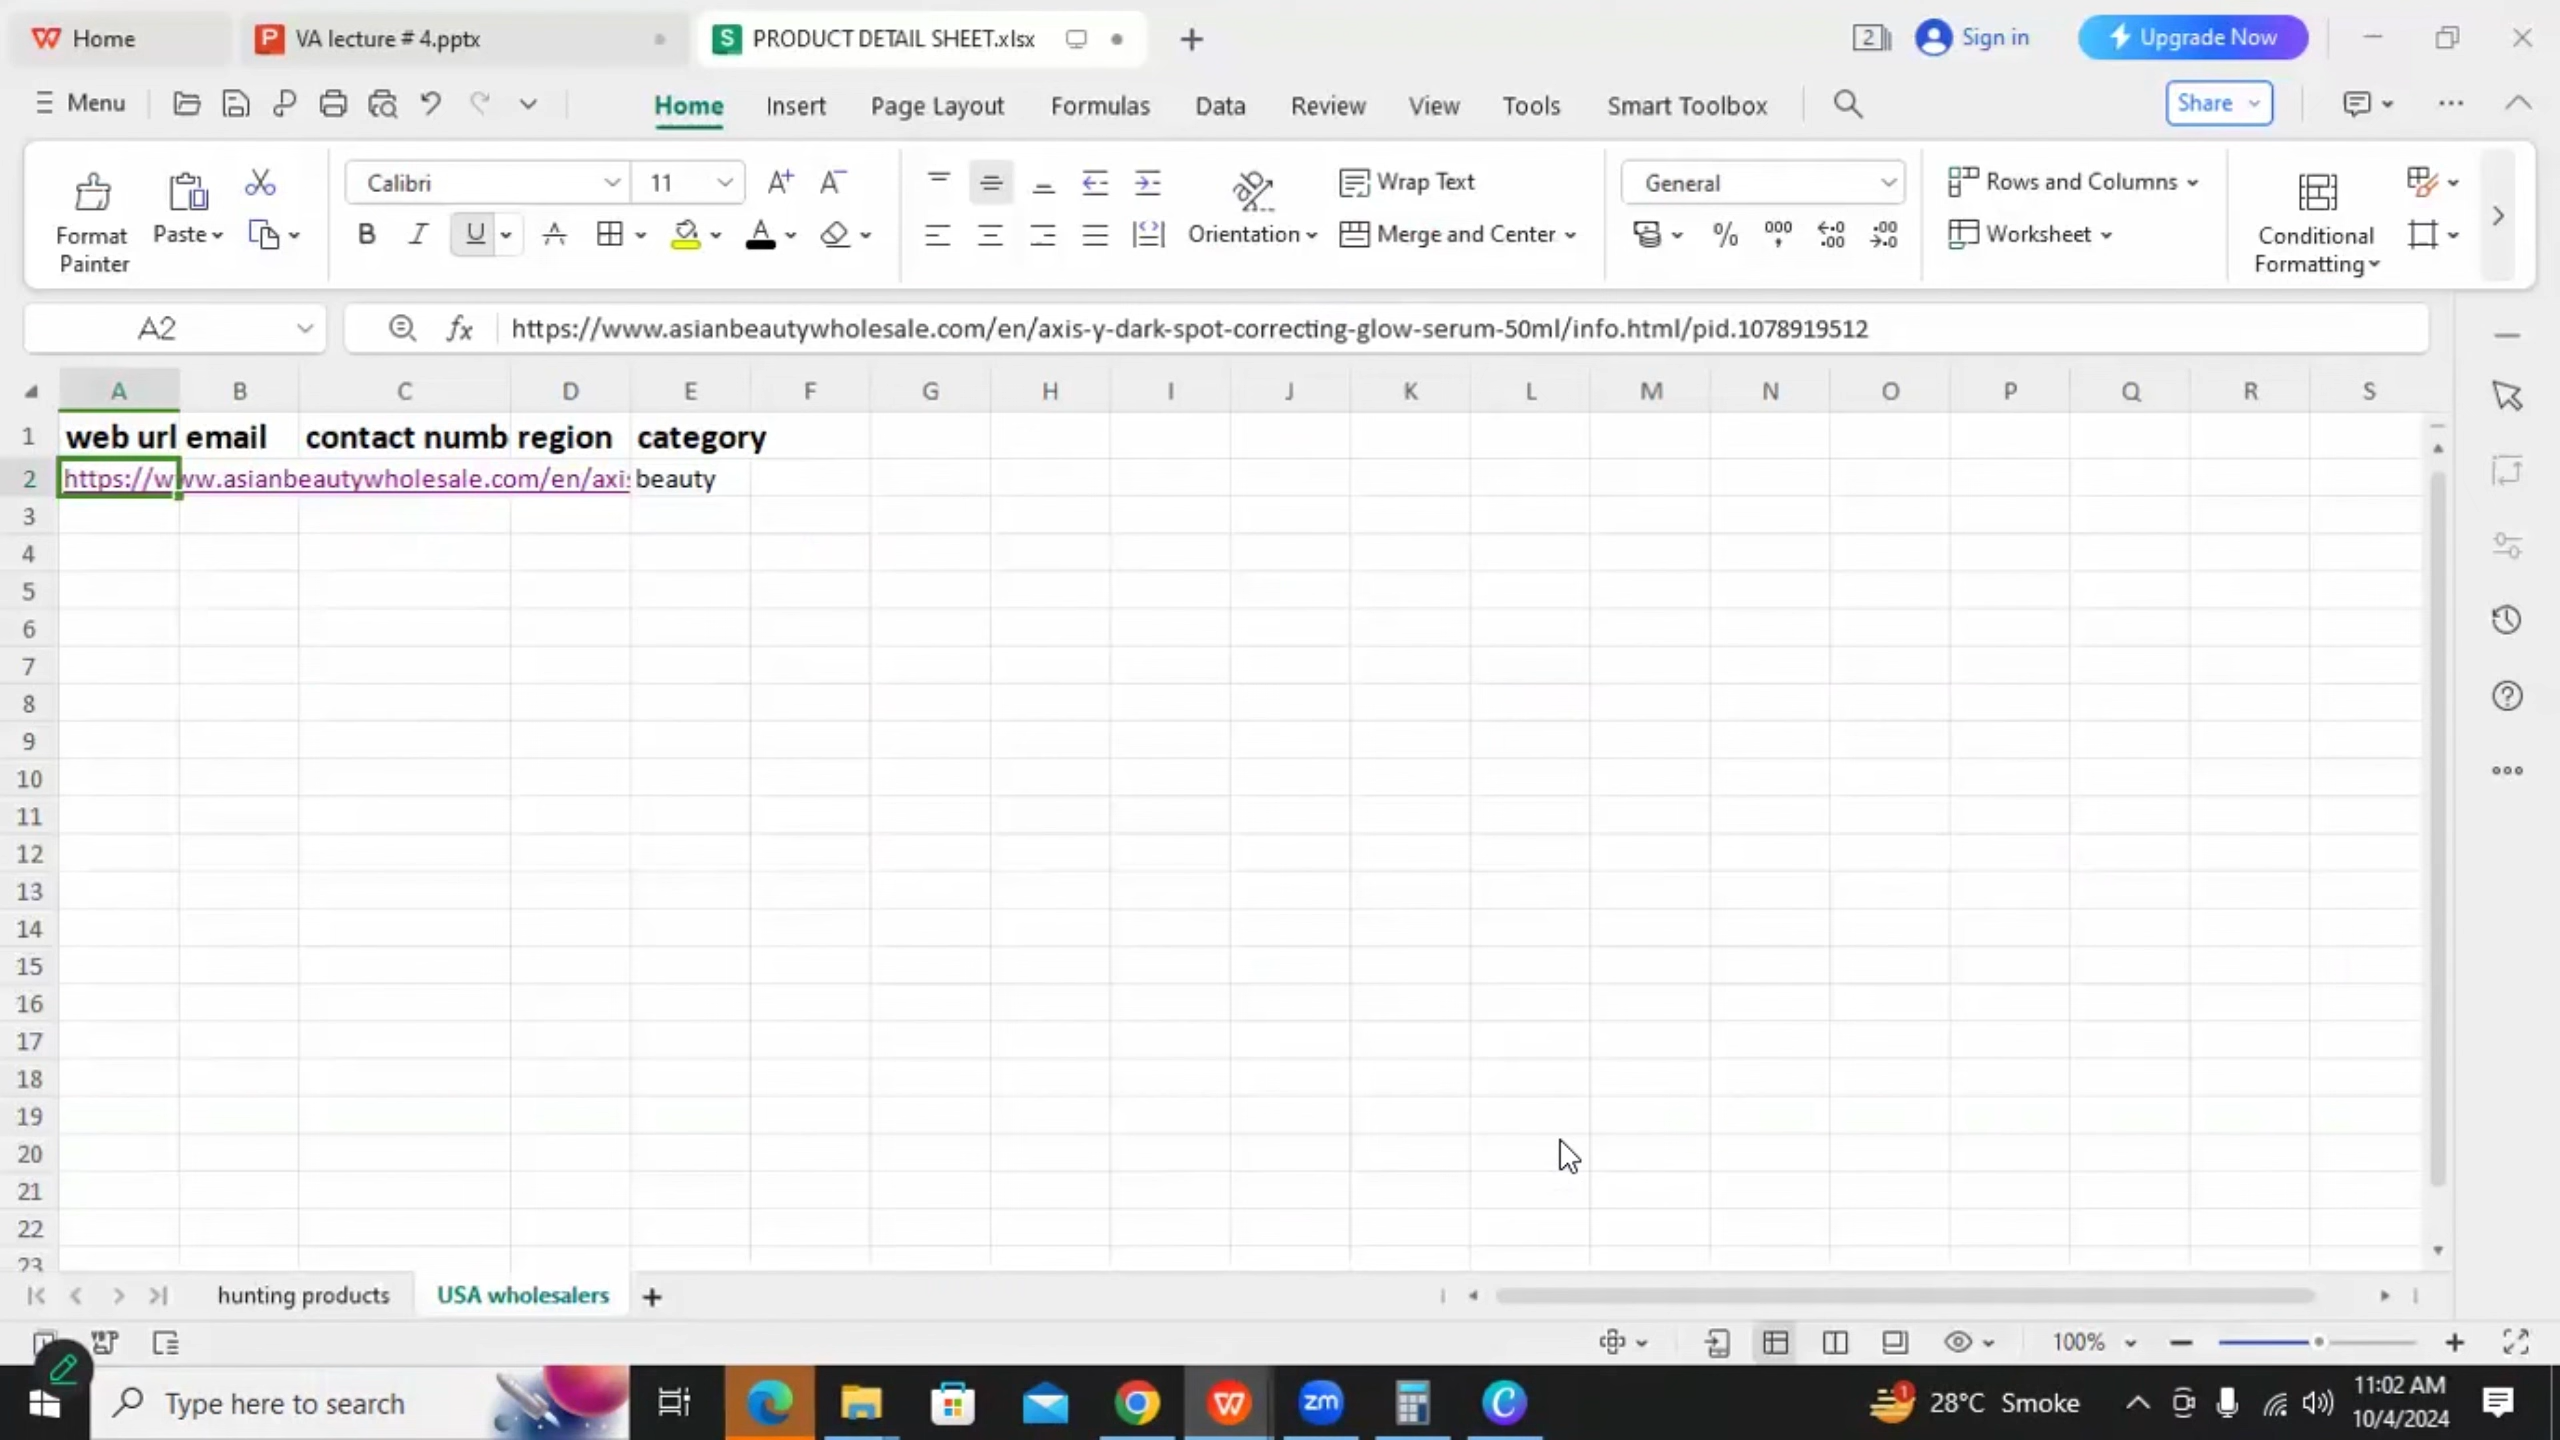 Home
VA lecture # 4.pptx
PRODUCT DETAIL SHEET.xlsx
2
Sign in
Upgrade Now
Menu
Home
Insert
Page Layout
Formulas
Data
Review
View
Tools
Smart Toolbox
Share
Format Painter
Paste
Calibri
11
A+
A-
B I U A
Orientation
Wrap Text
Merge and Center
General
%
000
Rows and Columns
Worksheet
Conditional Formatting
A2
fx
https://www.asianbeautywholesale.com/en/axis-y-dark-spot-correcting-glow-serum-50ml/info.html/pid.1078919512
A B C D E F G H I J K L M N O P Q R S
1 web url email contact numb region category
2 https://www.asianbeautywholesale.com/en/axi beauty
3
4
5
6
7
8
9
10
11
12
13
14
15
16
17
18
19
20
21
22
23
hunting products
USA wholesalers
100%
Type here to search
zm
1
28°C Smoke
11:02 AM
10/4/2024